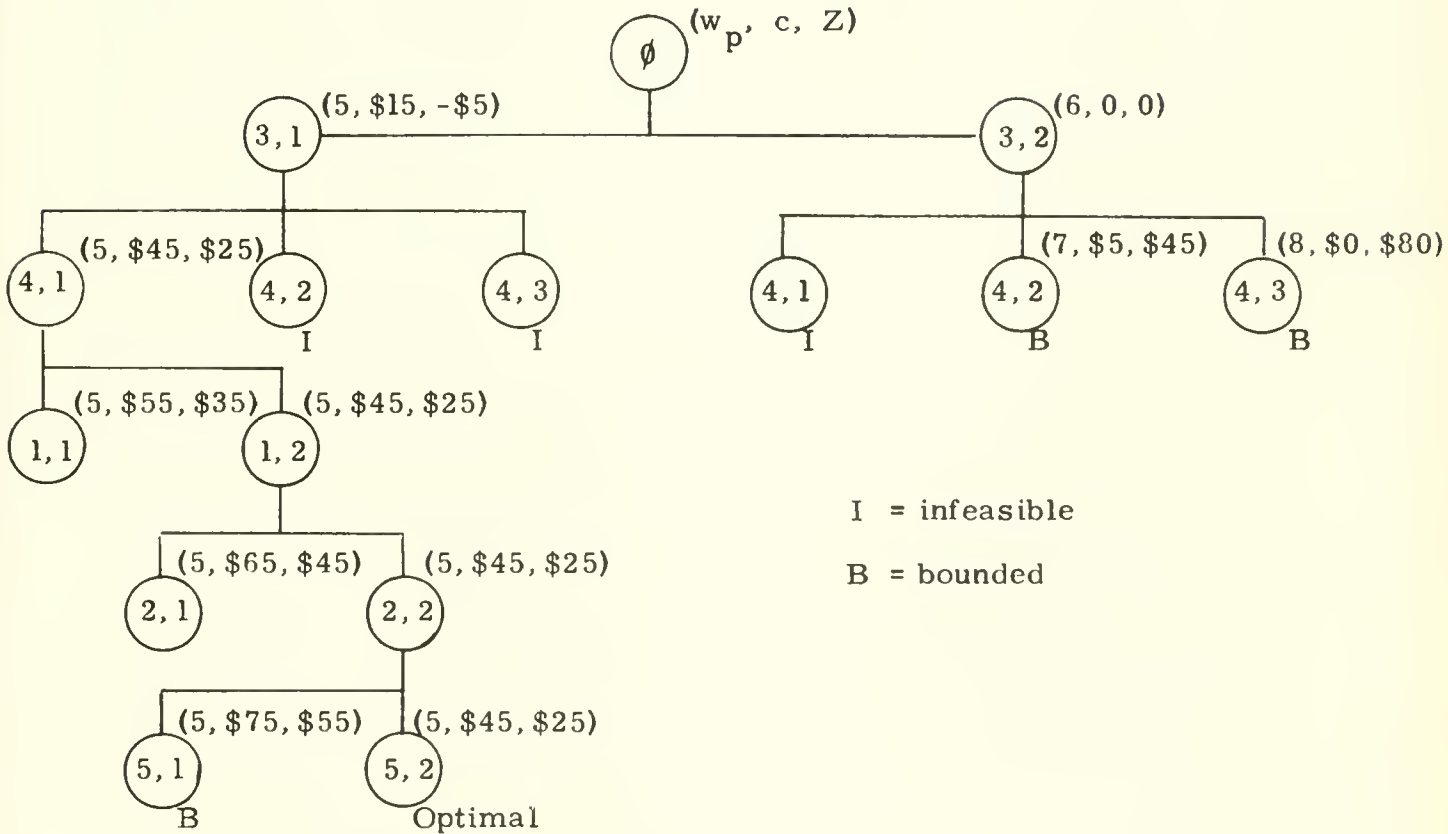 (w_p, c, Z)
ø
(5, $15, -$5)
(6, 0, 0)
3, 1
3, 2
(5, $45, $25)
(7, $5, $45)
(8, $0, $80)
4, 1
4, 2
4, 3
4, 1
4, 2
4, 3
I
I
I
B
B
(5, $55, $35)
(5, $45, $25)
1, 1
1, 2
I = infeasible
(5, $65, $45)
(5, $45, $25)
B = bounded
2, 1
2, 2
(5, $75, $55)
(5, $45, $25)
5, 1
5, 2
B
Optimal